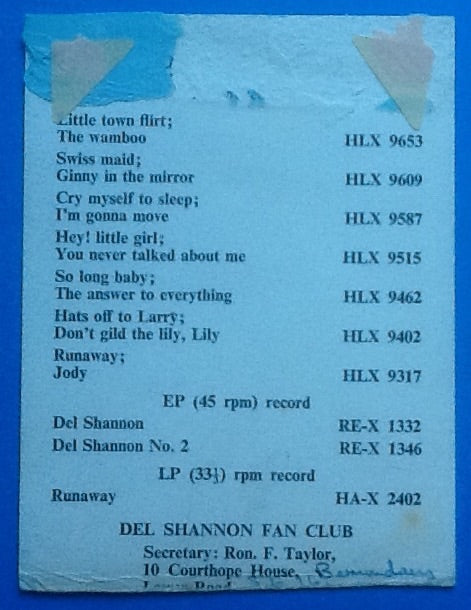 Little town flirt;
The wamboo HLX 9653
Swiss maid;
Ginny in the mirror HLX 9609
Cry myself to sleep;
I'm gonna move HLX 9587
Hey! little girl;
You never talked about me HLX 9515
So long baby;
The answer to everything HLX 9462
Hats off to Larry;
Don't gild the lily, Lily HLX 9402
Runaway;
Jody HLX 9317
EP (45 rpm) record
Del Shannon RE-X 1332
Del Shannon No. 2 RE-X 1346
LP (33⅓) rpm record
Runaway HA-X 2402
DEL SHANNON FAN CLUB
Secretary: Ron. F. Taylor,
10 Courthope House, Bermondsey
Lower Road